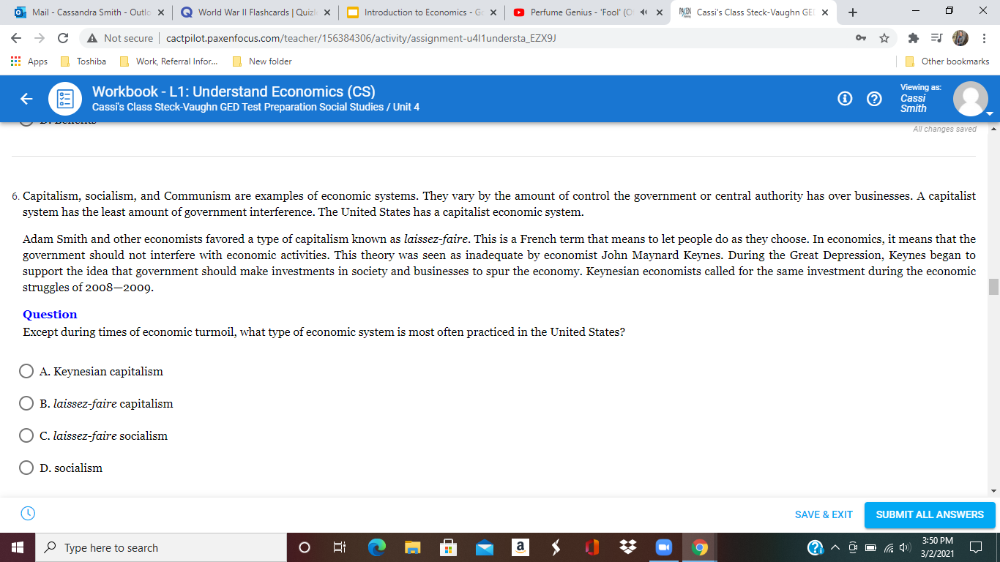 Mail - Cassandra Smith - Outlo
World War II Flashcards | Quizl
Introduction to Economics - Go
Perfume Genius - 'Fool' (O
Cassi's Class Steck-Vaughn GED
Not secure | cactpilot.paxenfocus.com/teacher/156384306/activity/assignment-u4l1understa_EZX9J
Apps Toshiba Work, Referral Infor... New folder Other bookmarks
Workbook - L1: Understand Economics (CS)
Cassi's Class Steck-Vaughn GED Test Preparation Social Studies / Unit 4
Viewing as:
Cassi
Smith
All changes saved
6. Capitalism, socialism, and Communism are examples of economic systems. They vary by the amount of control the government or central authority has over businesses. A capitalist
system has the least amount of government interference. The United States has a capitalist economic system.
Adam Smith and other economists favored a type of capitalism known as laissez-faire. This is a French term that means to let people do as they choose. In economics, it means that the
government should not interfere with economic activities. This theory was seen as inadequate by economist John Maynard Keynes. During the Great Depression, Keynes began to
support the idea that government should make investments in society and businesses to spur the economy. Keynesian economists called for the same investment during the economic
struggles of 2008—2009.
Question
Except during times of economic turmoil, what type of economic system is most often practiced in the United States?
A. Keynesian capitalism
B. laissez-faire capitalism
C. laissez-faire socialism
D. socialism
SAVE & EXIT
SUBMIT ALL ANSWERS
Type here to search
3:50 PM
3/2/2021